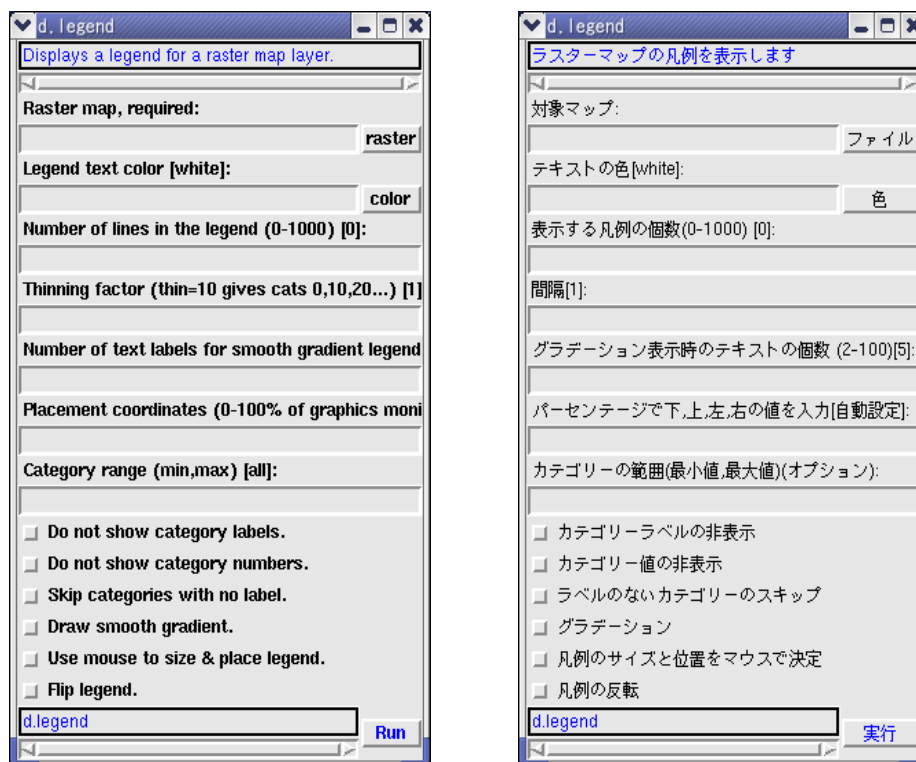 d.legend
Displays a legend for a raster map layer.
Raster map, required:
raster
Legend text color [white]:
color
Number of lines in the legend (0-1000) [0]:
Thinning factor (thin=10 gives cats 0,10,20...) [1]
Number of text labels for smooth gradient legend
Placement coordinates (0-100% of graphics moni
Category range (min,max) [all]:
Do not show category labels.
Do not show category numbers.
Skip categories with no label.
Draw smooth gradient.
Use mouse to size & place legend.
Flip legend.
d.legend
Run
d.legend
ラスターマップの凡例を表示します
対象マップ:
ファイル
テキストの色[white]:
色
表示する凡例の個数(0-1000) [0]:
間隔[1]:
グラデーション表示時のテキストの個数 (2-100)[5]:
パーセンテージで下,上,左,右の値を入力[自動設定]:
カテゴリーの範囲(最小値,最大値)(オプション):
カテゴリーラベルの非表示
カテゴリー値の非表示
ラベルのないカテゴリーのスキップ
グラデーション
凡例のサイズと位置をマウスで決定
凡例の反転
d.legend
実行